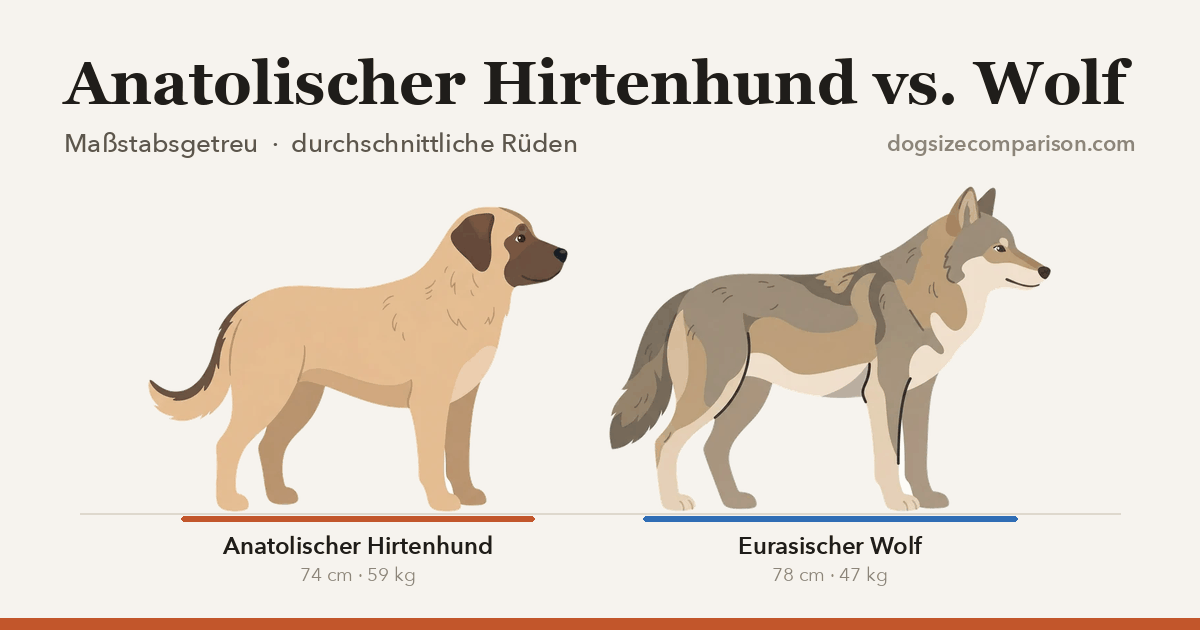 Anatolischer Hirtenhund vs. Wolf
Maßstabsgetreu · durchschnittliche Rüden
dogsizecomparison.com
Anatolischer Hirtenhund
74 cm · 59 kg
Eurasischer Wolf
78 cm · 47 kg